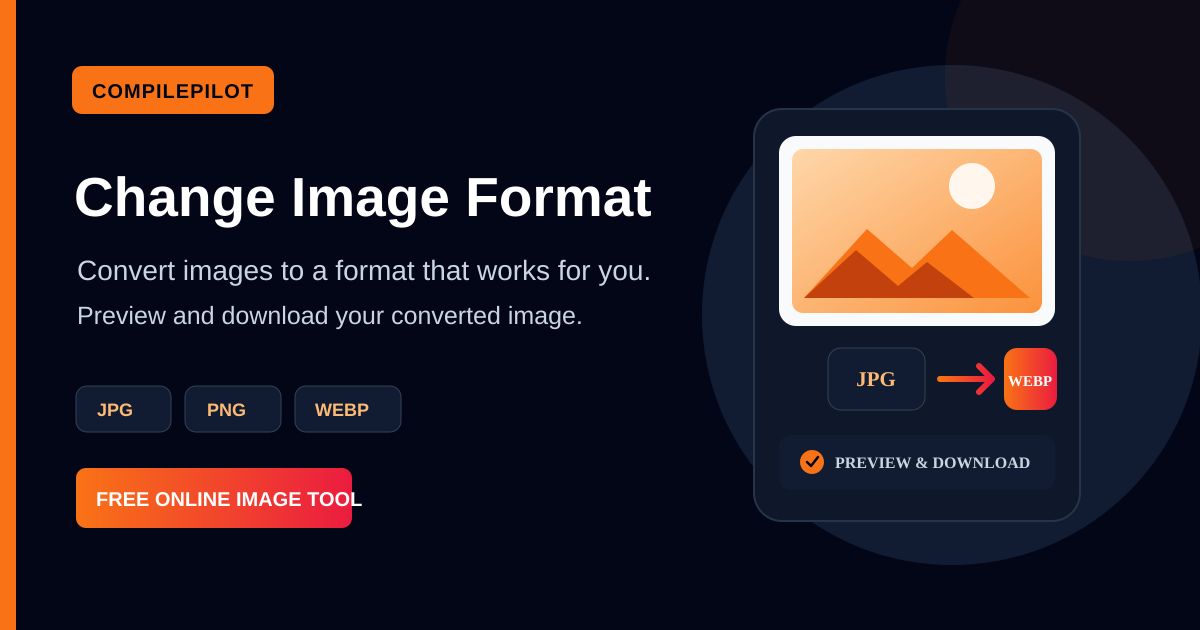 COMPILEPILOT
Change Image Format
Convert images to a format that works for you.
Preview and download your converted image.
JPG PNG WEBP
FREE ONLINE IMAGE TOOL
JPG WEBP
PREVIEW & DOWNLOAD